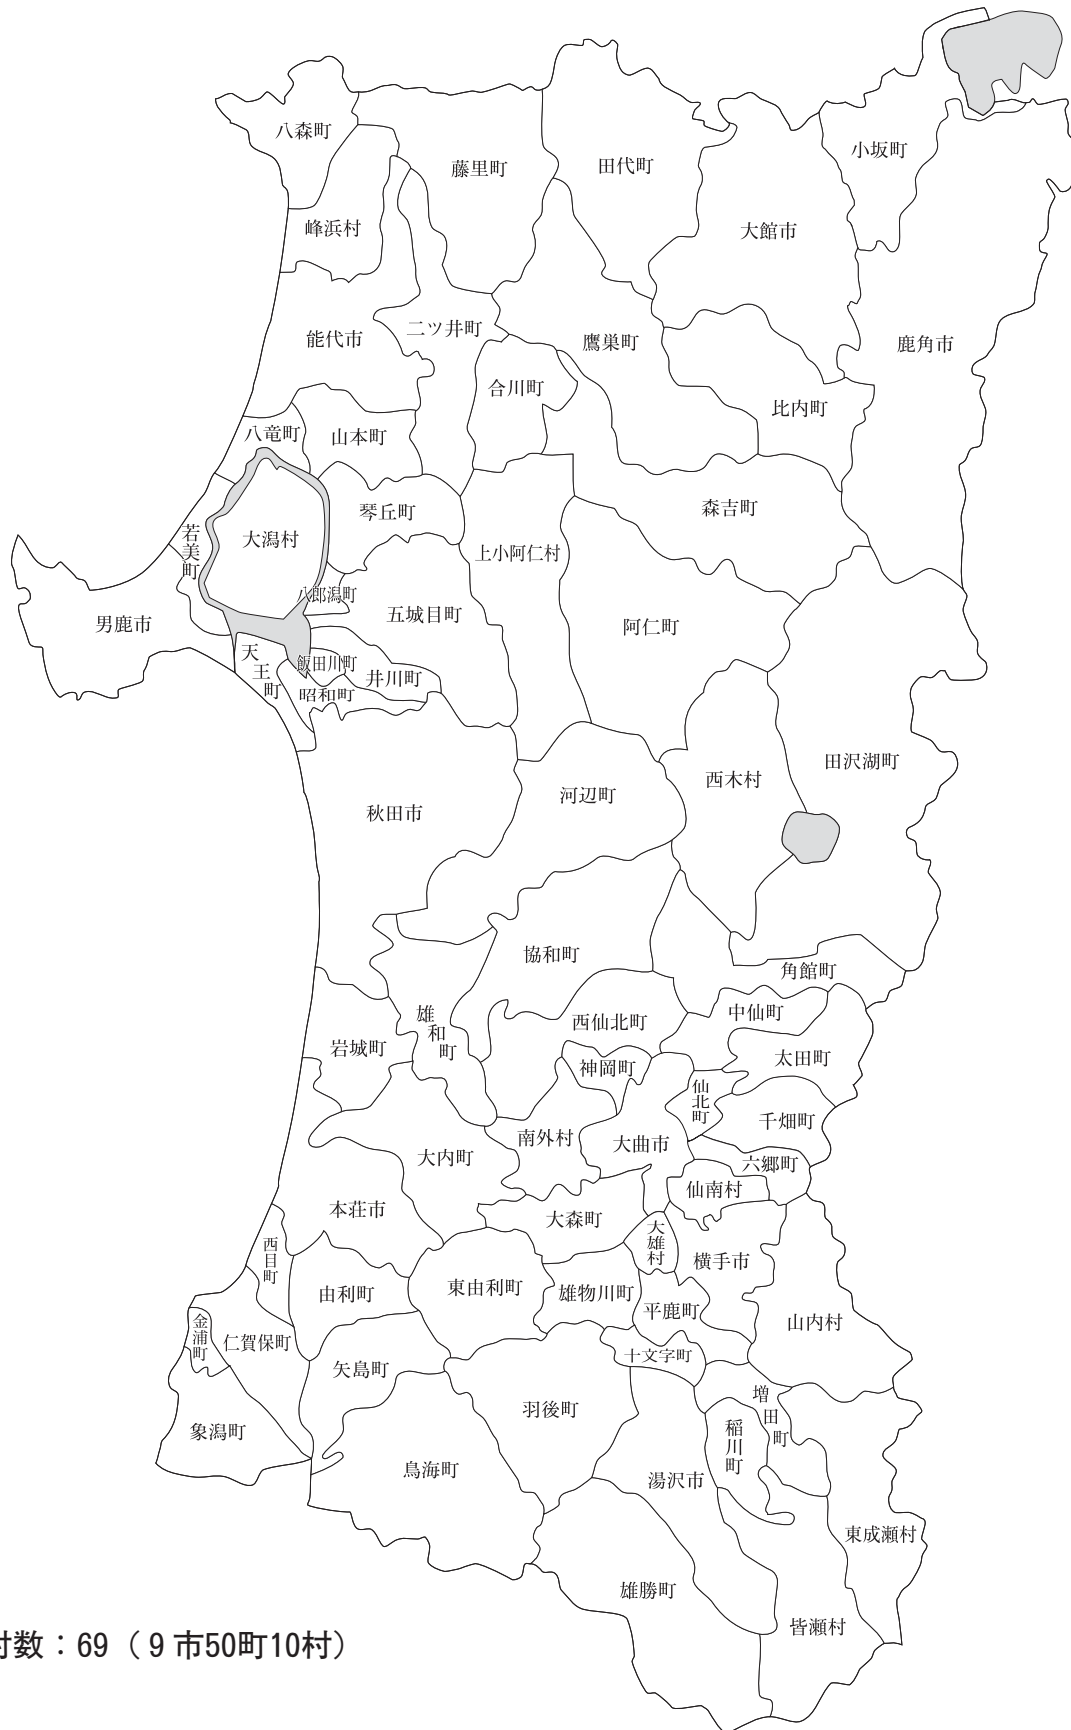 八森町
小坂町
藤里町
田代町
峰浜村
大館市
能代市
二ツ井町
鷹巣町
鹿角市
合川町
比内町
八竜町
山本町
琴丘町
森吉町
若美町
大潟村
上小阿仁村
八郎潟町
五城目町
男鹿市
阿仁町
天王町
飯田川町
井川町
昭和町
西木村
田沢湖町
秋田市
河辺町
協和町
角館町
雄和町
西仙北町
中仙町
岩城町
神岡町
太田町
仙北町
千畑町
南外村
大曲市
大内町
六郷町
仙南村
本荘市
大森町
大雄村
西目町
横手市
由利町
東由利町
雄物川町
平鹿町
金浦町
仁賀保町
山内村
矢島町
十文字町
羽後町
増田町
象潟町
稲川町
鳥海町
湯沢市
東成瀬村
雄勝町
皆瀬村
村数：69（9市50町10村）